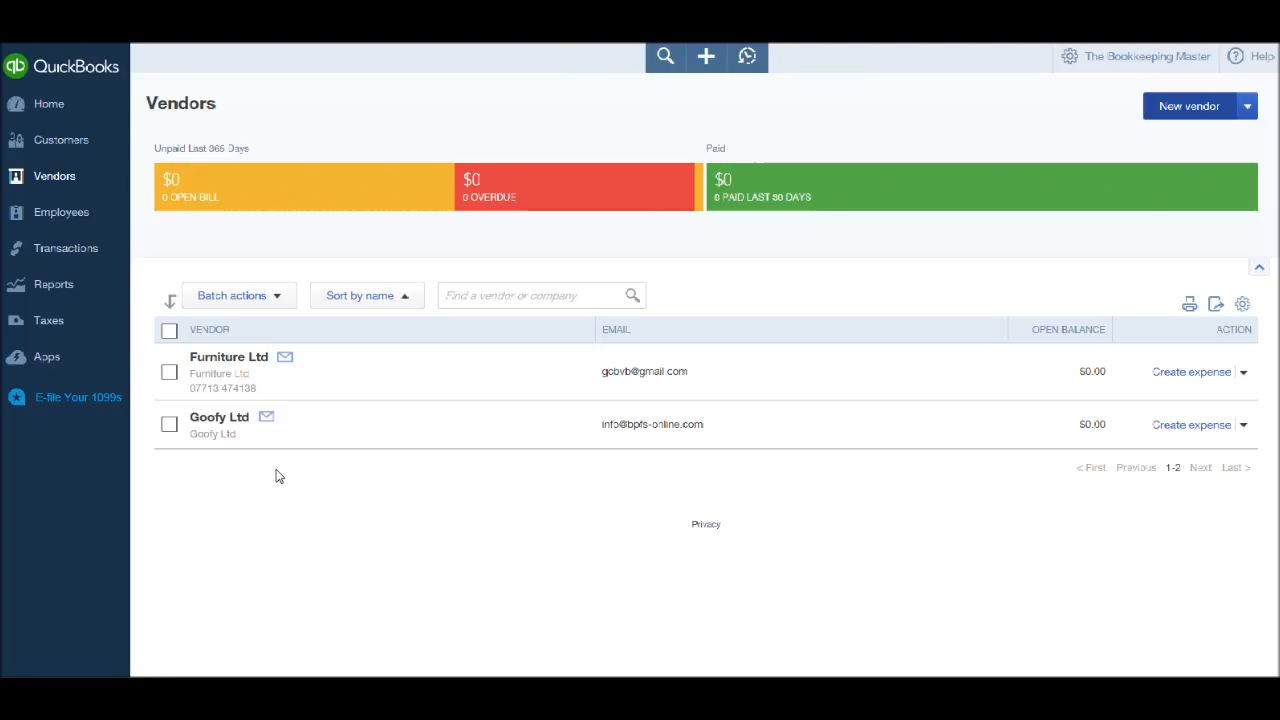 QuickBooks
The Bookkeeping Master
Help
Home
Customers
Vendors
Employees
Transactions
Reports
Taxes
Apps
E-file Your 1099s
Vendors
New vendor
Unpaid Last 365 Days
Paid
$0
0 OPEN BILL
$0
0 OVERDUE
$0
0 PAID LAST 30 DAYS
Batch actions
Sort by name
Find a vendor or company
VENDOR EMAIL OPEN BALANCE ACTION
Furniture Ltd
Furniture Ltd
07713 474138
gcbvb@gmail.com
$0.00
Create expense
Goofy Ltd
Goofy Ltd
info@bpfs-online.com
$0.00
Create expense
< First Previous 1-2 Next Last >
Privacy